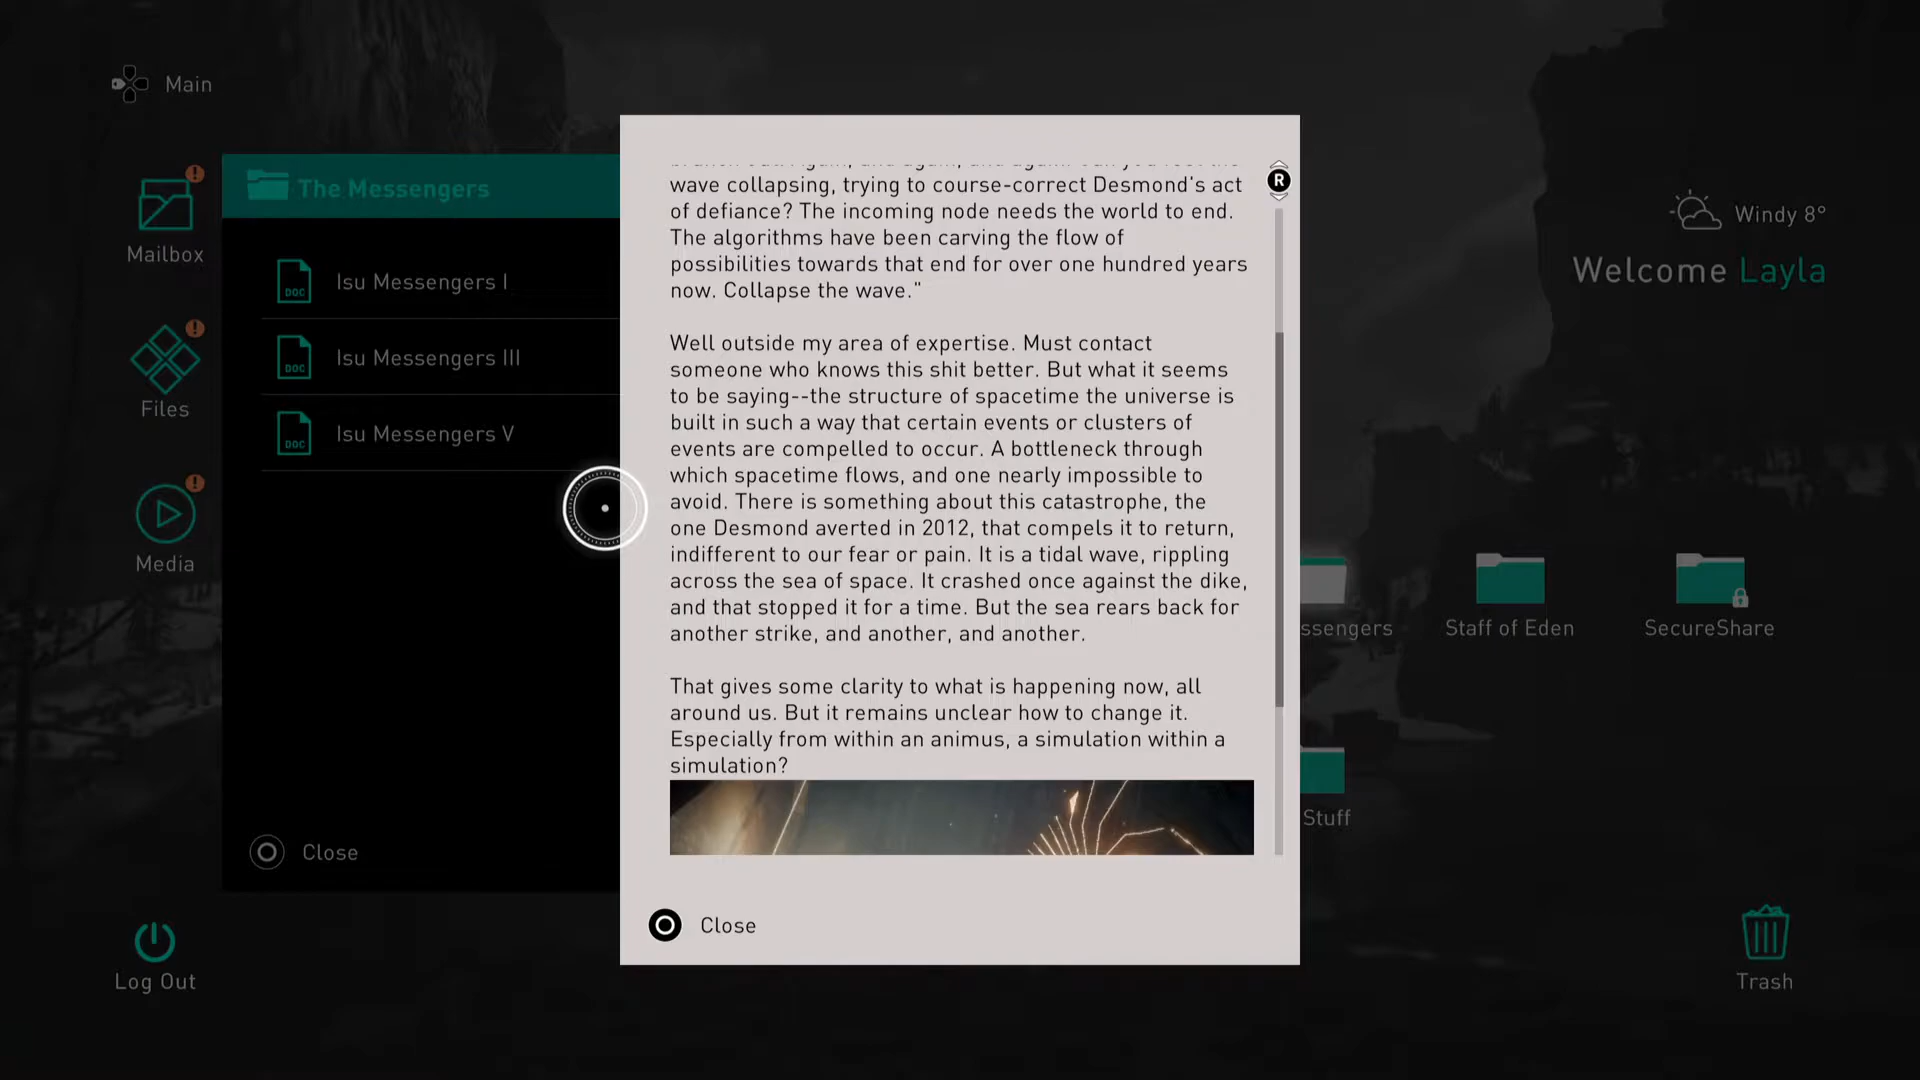 Main
Mailbox
Files
Media
Log Out
The Messengers
DOC
Isu Messengers I
DOC
Isu Messengers III
DOC
Isu Messengers V
Close
R
wave collapsing, trying to course-correct Desmond's act
of defiance? The incoming node needs the world to end.
The algorithms have been carving the flow of
possibilities towards that end for over one hundred years
now. Collapse the wave."
Well outside my area of expertise. Must contact
someone who knows this shit better. But what it seems
to be saying--the structure of spacetime the universe is
built in such a way that certain events or clusters of
events are compelled to occur. A bottleneck through
which spacetime flows, and one nearly impossible to
avoid. There is something about this catastrophe, the
one Desmond averted in 2012, that compels it to return,
indifferent to our fear or pain. It is a tidal wave, rippling
across the sea of space. It crashed once against the dike,
and that stopped it for a time. But the sea rears back for
another strike, and another, and another.
That gives some clarity to what is happening now, all
around us. But it remains unclear how to change it.
Especially from within an animus, a simulation within a
simulation?
Close
Windy 8°
Welcome Layla
ssengers
Staff of Eden
SecureShare
Stuff
Trash